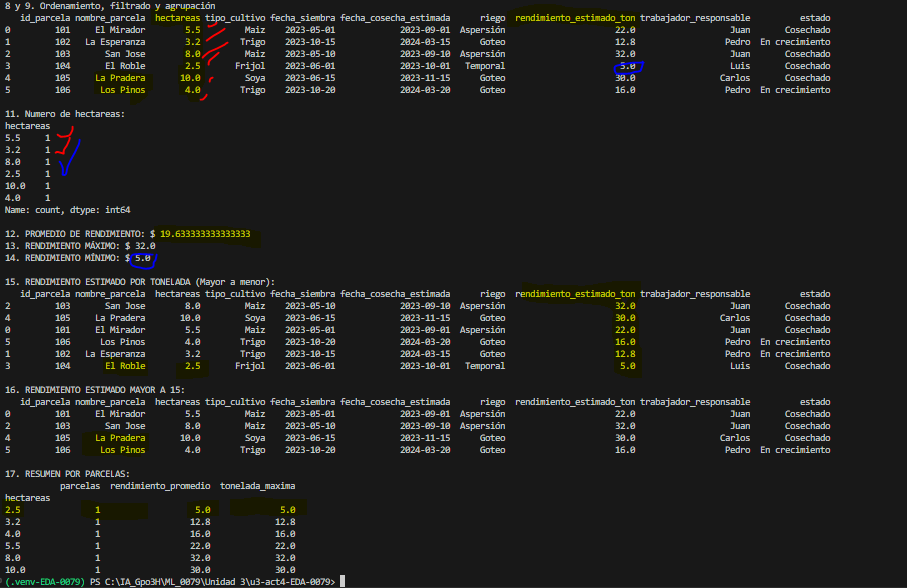 8 y 9. Ordenamiento, filtrado y agrupación
id_parcela nombre_parcela hectareas tipo_cultivo fecha_siembra fecha_cosecha_estimada riego rendimiento_estimado_ton trabajador_responsable estado
0 101 El Mirador 5.5 Maiz 2023-05-01 2023-09-01 Aspersión 22.0 Juan Cosechado
1 102 La Esperanza 3.2 Trigo 2023-10-15 2024-03-15 Goteo 12.8 Pedro En crecimiento
2 103 San Jose 8.0 Maiz 2023-05-10 2023-09-10 Aspersión 32.0 Juan Cosechado
3 104 El Roble 2.5 Frijol 2023-06-01 2023-10-01 Temporal 5.0 Luis Cosechado
4 105 La Pradera 10.0 Soya 2023-06-15 2023-11-15 Goteo 30.0 Carlos Cosechado
5 106 Los Pinos 4.0 Trigo 2023-10-20 2024-03-20 Goteo 16.0 Pedro En crecimiento
11. Numero de hectareas:
hectareas
5.5 1
3.2 1
8.0 1
2.5 1
10.0 1
4.0 1
Name: count, dtype: int64
12. PROMEDIO DE RENDIMIENTO: $ 19.633333333333333
13. RENDIMIENTO MÁXIMO: $ 32.0
14. RENDIMIENTO MÍNIMO: $ 5.0
15. RENDIMIENTO ESTIMADO POR TONELADA (Mayor a menor):
id_parcela nombre_parcela hectareas tipo_cultivo fecha_siembra fecha_cosecha_estimada riego rendimiento_estimado_ton trabajador_responsable estado
2 103 San Jose 8.0 Maiz 2023-05-10 2023-09-10 Aspersión 32.0 Juan Cosechado
4 105 La Pradera 10.0 Soya 2023-06-15 2023-11-15 Goteo 30.0 Carlos Cosechado
0 101 El Mirador 5.5 Maiz 2023-05-01 2023-09-01 Aspersión 22.0 Juan Cosechado
5 106 Los Pinos 4.0 Trigo 2023-10-20 2024-03-20 Goteo 16.0 Pedro En crecimiento
1 102 La Esperanza 3.2 Trigo 2023-10-15 2024-03-15 Goteo 12.8 Pedro En crecimiento
3 104 El Roble 2.5 Frijol 2023-06-01 2023-10-01 Temporal 5.0 Luis Cosechado
16. RENDIMIENTO ESTIMADO MAYOR A 15:
id_parcela nombre_parcela hectareas tipo_cultivo fecha_siembra fecha_cosecha_estimada riego rendimiento_estimado_ton trabajador_responsable estado
0 101 El Mirador 5.5 Maiz 2023-05-01 2023-09-01 Aspersión 22.0 Juan Cosechado
2 103 San Jose 8.0 Maiz 2023-05-10 2023-09-10 Aspersión 32.0 Juan Cosechado
4 105 La Pradera 10.0 Soya 2023-06-15 2023-11-15 Goteo 30.0 Carlos Cosechado
5 106 Los Pinos 4.0 Trigo 2023-10-20 2024-03-20 Goteo 16.0 Pedro En crecimiento
17. RESUMEN POR PARCELAS:
parcelas rendimiento_promedio tonelada_maxima
hectareas
2.5 1 5.0 5.0
3.2 1 12.8 12.8
4.0 1 16.0 16.0
5.5 1 22.0 22.0
8.0 1 32.0 32.0
10.0 1 30.0 30.0
(.venv-EDA-0079) PS C:\IA_Gpo3H\ML_0079\Unidad 3\u3-act4-EDA-0079>